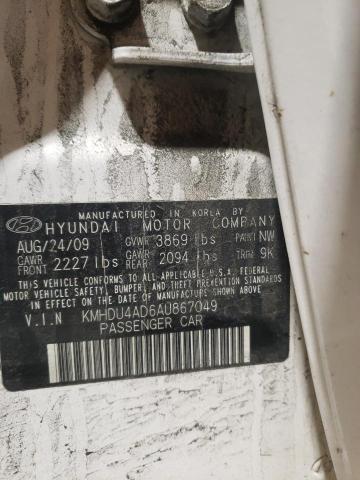 MANUFACTURED IN KOREA BY
HYUNDAI MOTOR COMPANY
AUG/24/09 GVWR 3869 lbs PAINT NW
GAWR FRONT 2227 lbs GAWR REAR 2094 lbs TRIM 9K
THIS VEHICLE CONFORMS TO ALL APPLICABLE U.S.A. FEDERAL
MOTOR VEHICLE SAFETY, BUMPER, AND THEFT PREVENTION
STANDARDS IN EFFECT ON THE DATE OF MANUFACTURE SHOWN ABOVE.
V.I.N KMHDU4AD6AU867049
PASSENGER CAR